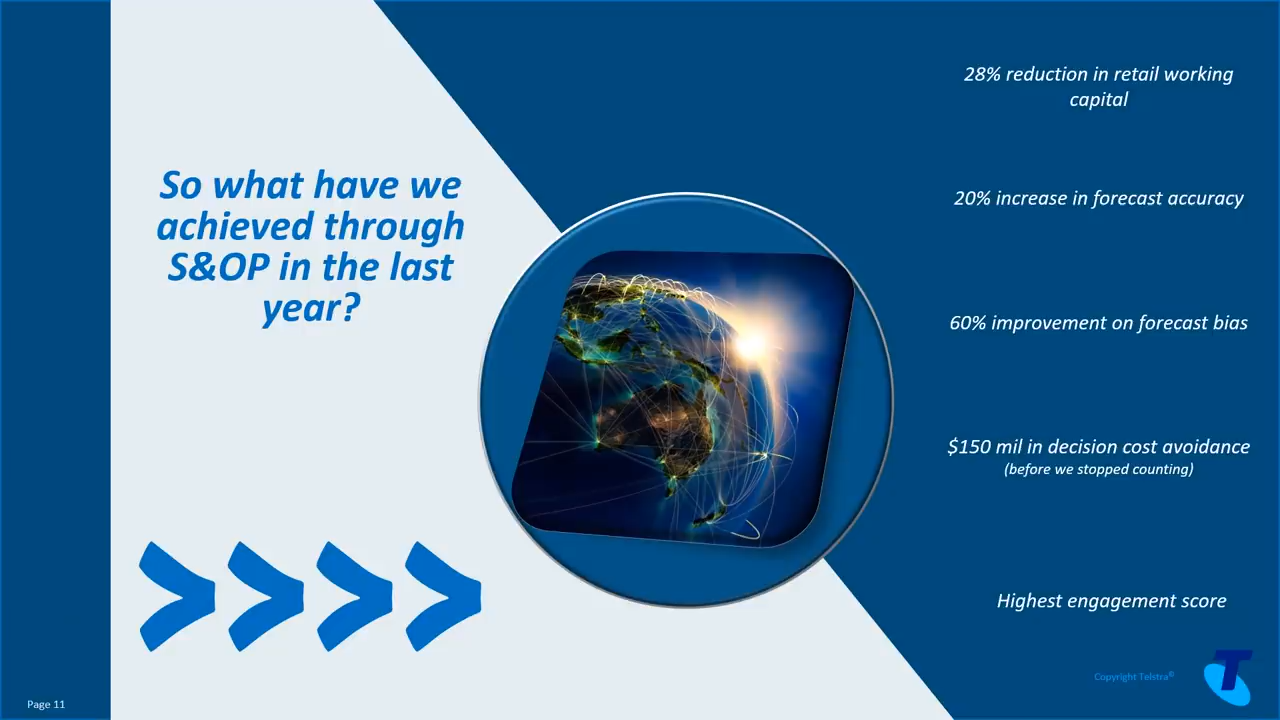 So what have we
achieved through
S&OP in the last
year?
28% reduction in retail working
capital
20% increase in forecast accuracy
60% improvement on forecast bias
$150 mil in decision cost avoidance
(before we stopped counting)
Highest engagement score
Copyright Telstra®
T
Page 11